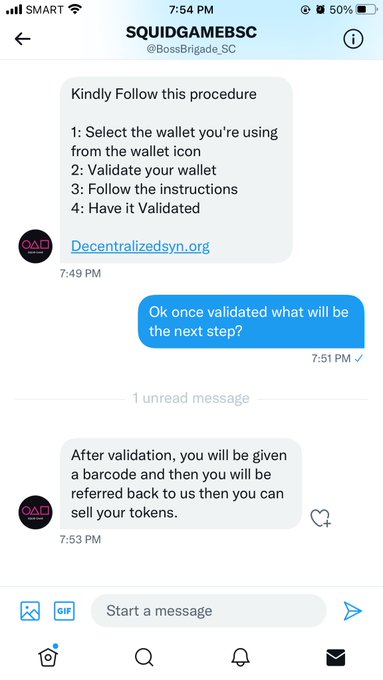 SMART 7:54 PM 50%
SQUIDGAMEBSC
@BossBrigade_SC
Kindly Follow this procedure
1: Select the wallet you're using
from the wallet icon
2: Validate your wallet
3: Follow the instructions
4: Have it Validated
Decentralizedsyn.org
7:49 PM
Ok once validated what will be
the next step?
7:51 PM ✓
1 unread message
After validation, you will be given
a barcode and then you will be
referred back to us then you can
sell your tokens.
7:53 PM
GIF
Start a message